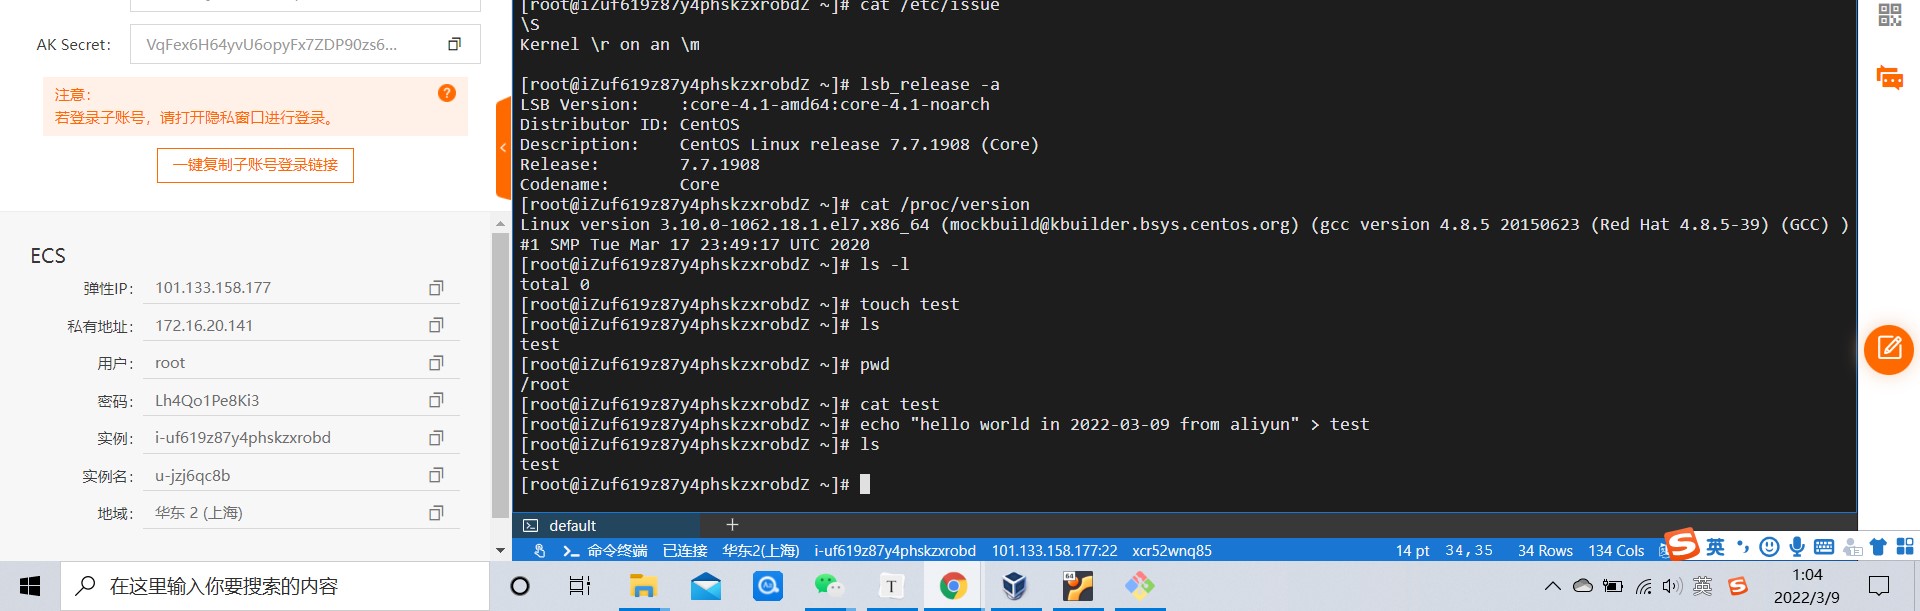 AK Secret:
VqFex6H64yvU6opyFx7ZDP90zs6...
注意:
若登录子账号，请打开隐私窗口进行登录。
?
一键复制子账号登录链接
ECS
弹性IP: 101.133.158.177
私有地址: 172.16.20.141
用户: root
密码: Lh4Qo1Pe8Ki3
实例: i-uf619z87y4phskzxrobd
实例名: u-jzj6qc8b
地域: 华东 2 (上海)
[root@iZuf619z87y4phskzxrobdZ ~]# cat /etc/issue
\S
Kernel \r on an \m
[root@iZuf619z87y4phskzxrobdZ ~]# lsb_release -a
LSB Version:    :core-4.1-amd64:core-4.1-noarch
Distributor ID: CentOS
Description:    CentOS Linux release 7.7.1908 (Core)
Release:        7.7.1908
Codename:       Core
[root@iZuf619z87y4phskzxrobdZ ~]# cat /proc/version
Linux version 3.10.0-1062.18.1.el7.x86_64 (mockbuild@kbuilder.bsys.centos.org) (gcc version 4.8.5 20150623 (Red Hat 4.8.5-39) (GCC) )
#1 SMP Tue Mar 17 23:49:17 UTC 2020
[root@iZuf619z87y4phskzxrobdZ ~]# ls -l
total 0
[root@iZuf619z87y4phskzxrobdZ ~]# touch test
[root@iZuf619z87y4phskzxrobdZ ~]# ls
test
[root@iZuf619z87y4phskzxrobdZ ~]# pwd
/root
[root@iZuf619z87y4phskzxrobdZ ~]# cat test
[root@iZuf619z87y4phskzxrobdZ ~]# echo "hello world in 2022-03-09 from aliyun" > test
[root@iZuf619z87y4phskzxrobdZ ~]# ls
test
[root@iZuf619z87y4phskzxrobdZ ~]#
default +
命令终端 已连接 华东2(上海) i-uf619z87y4phskzxrobd 101.133.158.177:22 xcr52wnq85 14 pt 34,35 34 Rows 134 Cols
S 英
在这里输入你要搜索的内容
T
64
英 S
1:04
2022/3/9